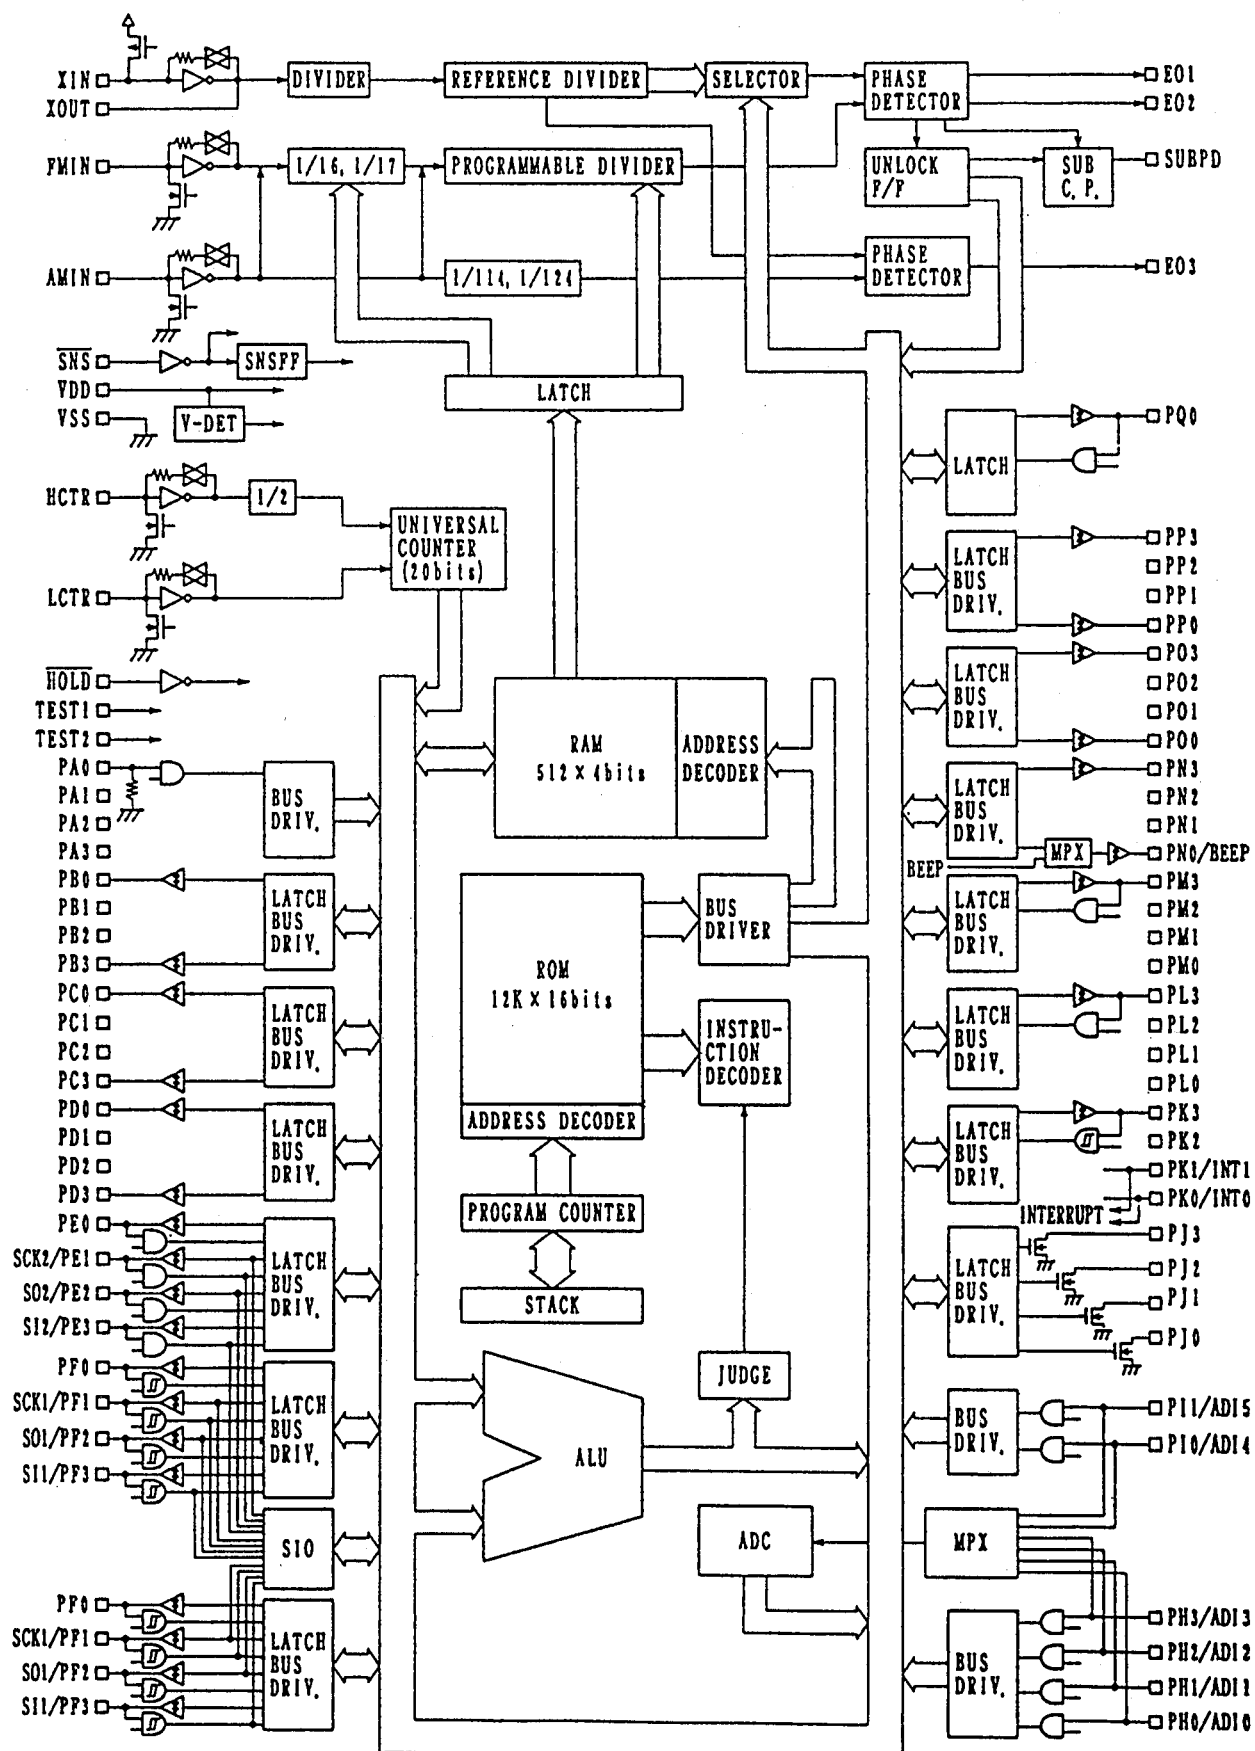 XIN
XOUT
FMIN
AMIN
SNS
VDD
VSS
HCTR
LCTR
HOLD
TEST1
TEST2
PA0
PA1
PA2
PA3
PB0
PB1
PB2
PB3
PC0
PC1
PC2
PC3
PD0
PD1
PD2
PD3
PE0
SCK2/PE1
SO2/PE2
SI2/PE3
PF0
SCK1/PF1
SO1/PF2
SI1/PF3
PF0
SCK1/PF1
SO1/PF2
SI1/PF3
DIVIDER
REFERENCE DIVIDER
SELECTOR
PHASE
DETECTOR
1/16, 1/17
PROGRAMMABLE DIVIDER
UNLOCK
F/F
SUB
C. P.
1/114, 1/124
PHASE
DETECTOR
SNSFF
V-DET
LATCH
1/2
UNIVERSAL
COUNTER
(20bits)
RAM
512 × 4bits
ADDRESS
DECODER
BUS
DRIV.
LATCH
BUS
DRIV.
LATCH
BUS
DRIV.
LATCH
BUS
DRIV.
LATCH
BUS
DRIV.
LATCH
BUS
DRIV.
SIO
LATCH
BUS
DRIV.
ROM
12K × 16bits
ADDRESS DECODER
BUS
DRIVER
INSTRU-
CTION
DECODER
PROGRAM COUNTER
STACK
JUDGE
ALU
ADC
LATCH
LATCH
BUS
DRIV.
LATCH
BUS
DRIV.
LATCH
BUS
DRIV.
BEEP
MPX
LATCH
BUS
DRIV.
LATCH
BUS
DRIV.
LATCH
BUS
DRIV.
INTERRUPT
LATCH
BUS
DRIV.
BUS
DRIV.
MPX
BUS
DRIV.
EO1
EO2
SUBPD
EO3
PQ0
PP3
PP2
PP1
PP0
PO3
PO2
PO1
PO0
PN3
PN2
PN1
PN0/BEEP
PM3
PM2
PM1
PM0
PL3
PL2
PL1
PL0
PK3
PK2
PK1/INT1
PK0/INT0
PJ3
PJ2
PJ1
PJ0
PI1/ADI5
PI0/ADI4
PH3/ADI3
PH2/ADI2
PH1/ADI1
PH0/ADI0